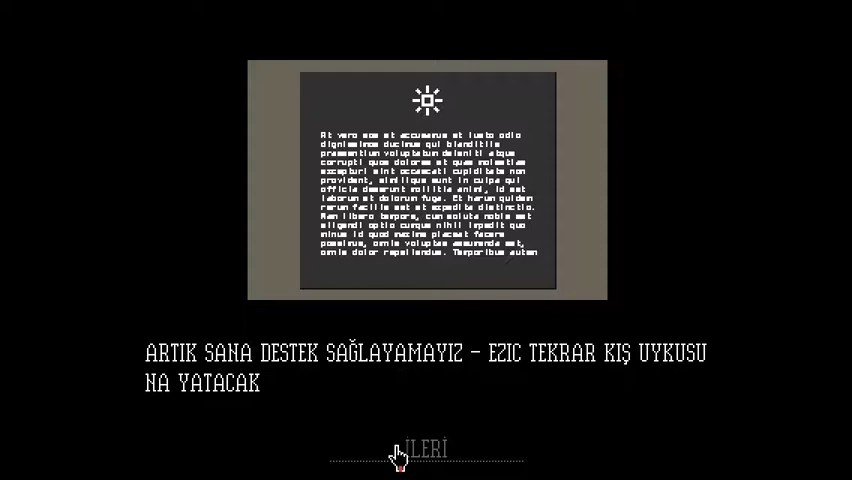 At vero eos et accusamus et iusto odio
dignissimos ducimus qui blanditiis
praesentium voluptatum deleniti atque
corrupti quos dolores et quas molestias
excepturi sint occaecati cupiditate non
provident, similique sunt in culpa qui
officia deserunt mollitia animi, id est
laborum et dolorum fuga. Et harum quidem
rerum facilis est et expedita distinctio.
Nam libero tempore, cum soluta nobis est
eligendi optio cumque nihil impedit quo
minus id quod maxime placeat facere
possimus, omnis voluptas assumenda est,
omnis dolor repellendus. Temporibus autem
ARTIK SANA DESTEK SAĞLAYAMAYIZ - EZIC TEKRAR KIŞ UYKUSU
NA YATACAK
İLERİ